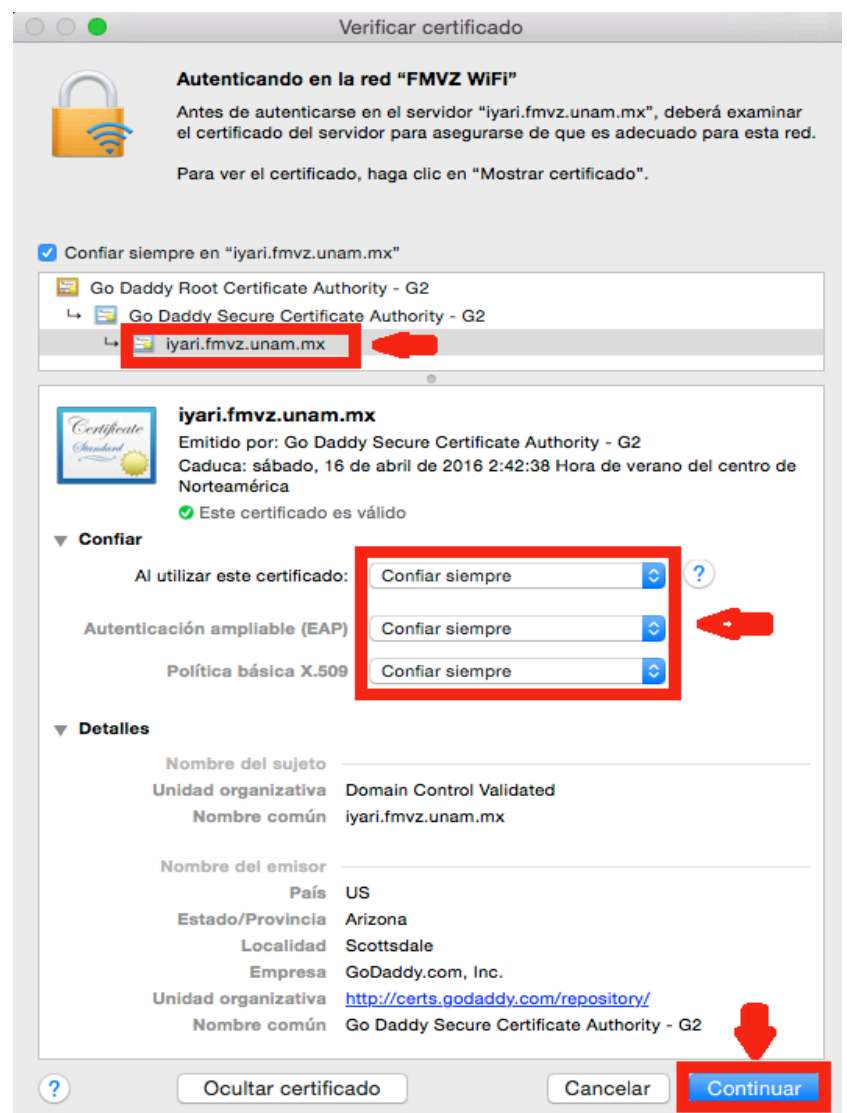 Verificar certificado
Autenticando en la red “FMVZ WiFi”
Antes de autenticarse en el servidor “iyari.fmvz.unam.mx”, deberá examinar
el certificado del servidor para asegurarse de que es adecuado para esta red.
Para ver el certificado, haga clic en “Mostrar certificado”.
Confiar siempre en “iyari.fmvz.unam.mx”
Go Daddy Root Certificate Authority - G2
Go Daddy Secure Certificate Authority - G2
iyari.fmvz.unam.mx
Certificate
Standard
iyari.fmvz.unam.mx
Emitido por: Go Daddy Secure Certificate Authority - G2
Caduca: sábado, 16 de abril de 2016 2:42:38 Hora de verano del centro de
Norteamérica
Este certificado es válido
Confiar
Al utilizar este certificado: Confiar siempre ?
Autenticación ampliable (EAP) Confiar siempre
Política básica X.509 Confiar siempre
Detalles
Nombre del sujeto
Unidad organizativa Domain Control Validated
Nombre común iyari.fmvz.unam.mx
Nombre del emisor
País US
Estado/Provincia Arizona
Localidad Scottsdale
Empresa GoDaddy.com, Inc.
Unidad organizativa http://certs.godaddy.com/repository/
Nombre común Go Daddy Secure Certificate Authority - G2
? Ocultar certificado Cancelar Continuar